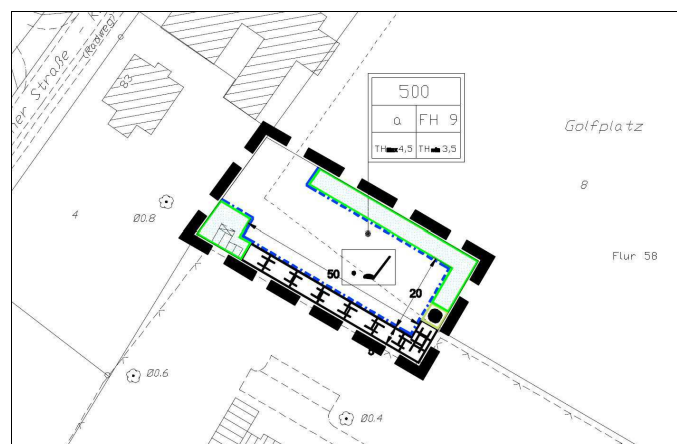 er Straße - K
(Radweg)
83
500
a FH 9
TH 4,5 TH 3,5
Golfplatz
8
4
Ø0.8
Flur 58
50
20
Ø0.6
Ø0.4